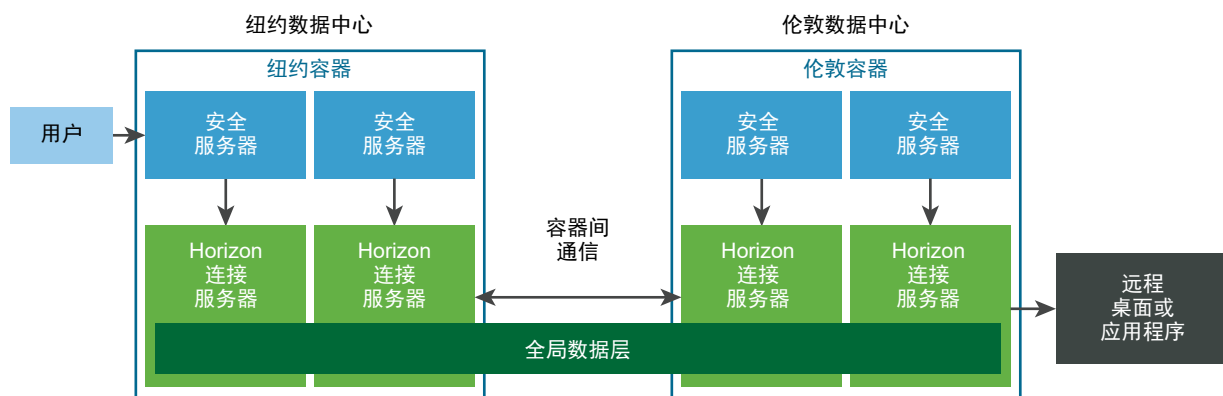 纽约数据中心
伦敦数据中心
纽约容器
伦敦容器
用户
安全
服务器
安全
服务器
安全
服务器
安全
服务器
容器间
通信
Horizon
连接
服务器
Horizon
连接
服务器
Horizon
连接
服务器
Horizon
连接
服务器
远程
桌面或
应用程序
全局数据层